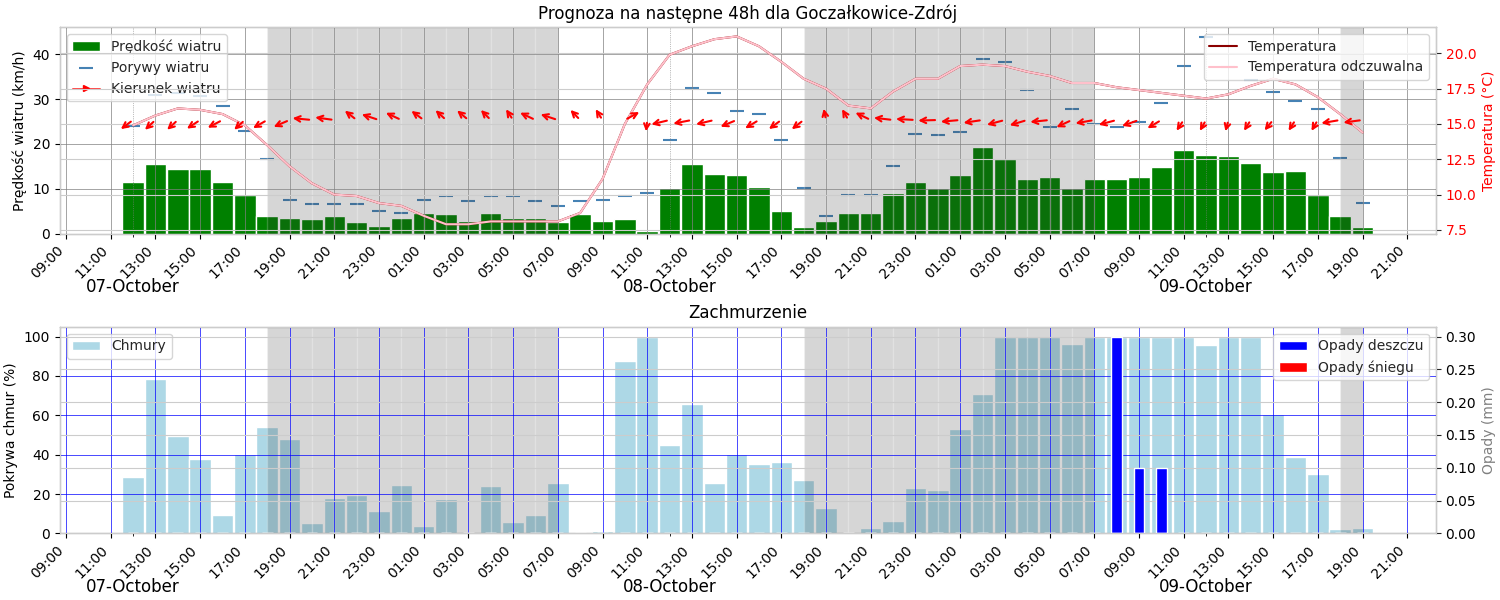 Prognoza na następne 48h dla Goczałkowice-Zdrój
Prędkość wiatru (km/h)
40
30
20
10
0
Prędkość wiatru
Porywy wiatru
Kierunek wiatru
Temperatura
Temperatura odczuwalna
20.0
17.5
15.0
12.5
10.0
7.5
Temperatura (°C)
09:00 11:00 13:00 15:00 17:00 19:00 21:00 23:00 01:00 03:00 05:00 07:00 09:00 11:00 13:00 15:00 17:00 19:00 21:00 23:00 01:00 03:00 05:00 07:00 09:00 11:00 13:00 15:00 17:00 19:00 21:00
07-October 08-October 09-October
Zachmurzenie
Pokrywa chmur (%)
100
80
60
40
20
0
Chmury
Opady deszczu
Opady śniegu
0.30
0.25
0.20
0.15
0.10
0.05
0.00
Opady (mm)
09:00 11:00 13:00 15:00 17:00 19:00 21:00 23:00 01:00 03:00 05:00 07:00 09:00 11:00 13:00 15:00 17:00 19:00 21:00 23:00 01:00 03:00 05:00 07:00 09:00 11:00 13:00 15:00 17:00 19:00 21:00
07-October 08-October 09-October